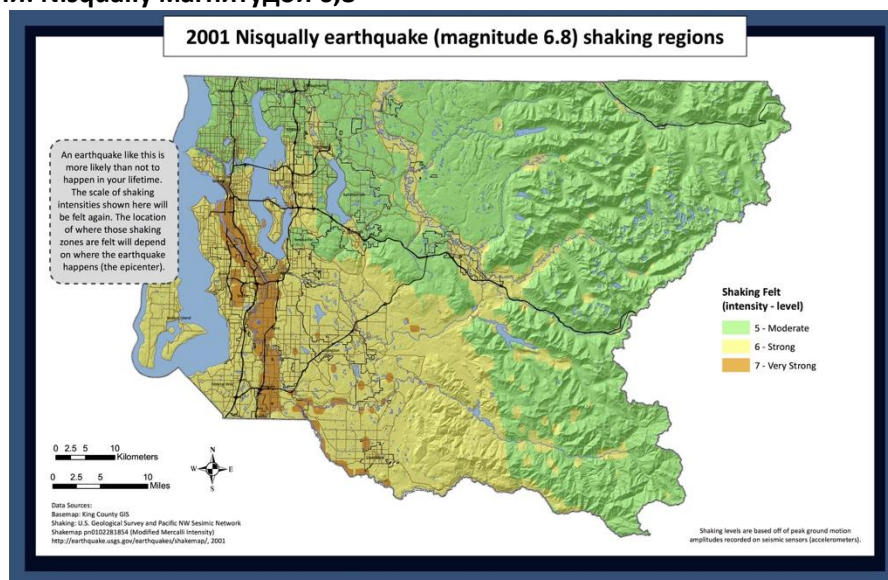 2001 Nisqually earthquake (magnitude 6.8) shaking regions
An earthquake like this is
more likely than not to
happen in your lifetime.
The scale of shaking
intensities shown here will
be felt again. The location
of where those shaking
zones are felt will depend
on where the earthquake
happens (the epicenter).
Shaking Felt
(intensity - level)
5 - Moderate
6 - Strong
7 - Very Strong
0 2.5 5 10
Kilometers
0 2.5 5 10
Miles
N
W E
S
Data Sources:
Basemap: King County GIS
Shaking: U.S. Geological Survey and Pacific NW Sesimic Network
Shakemap pn0102281854 (Modified Mercalli Intensity)
http://earthquake.usgs.gov/earthquakes/shakemap/, 2001
Shaking levels are based off of peak ground motion
amplitudes recorded on seismic sensors (accelerometers).